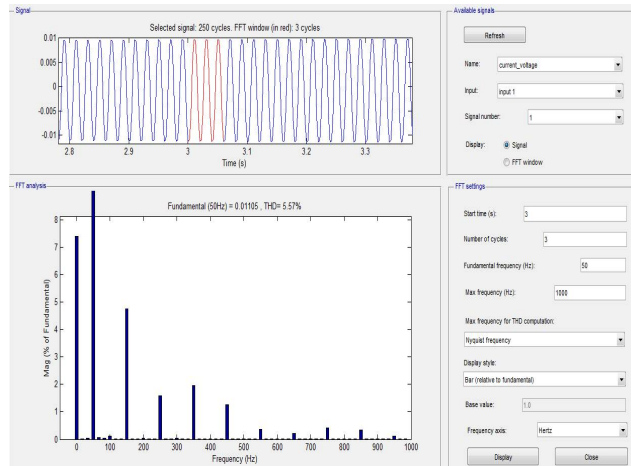 Signal
Selected signal: 250 cycles. FFT window (in red): 3 cycles
0.01
0.005
0
-0.005
-0.01
2.8 2.9 3 3.1 3.2 3.3
Time (s)
FFT analysis
Fundamental (50Hz) = 0.01105 , THD= 5.57%
Mag (% of Fundamental)
8
7
6
5
4
3
2
1
0
0 100 200 300 400 500 600 700 800 900 1000
Frequency (Hz)
Available signals
Refresh
Name: current_voltage
Input: input 1
Signal number: 1
Display: Signal
FFT window
FFT settings
Start time (s): 3
Number of cycles: 3
Fundamental frequency (Hz): 50
Max frequency (Hz): 1000
Max frequency for THD computation:
Nyquist frequency
Display style:
Bar (relative to fundamental)
Base value: 1.0
Frequency axis: Hertz
Display Close